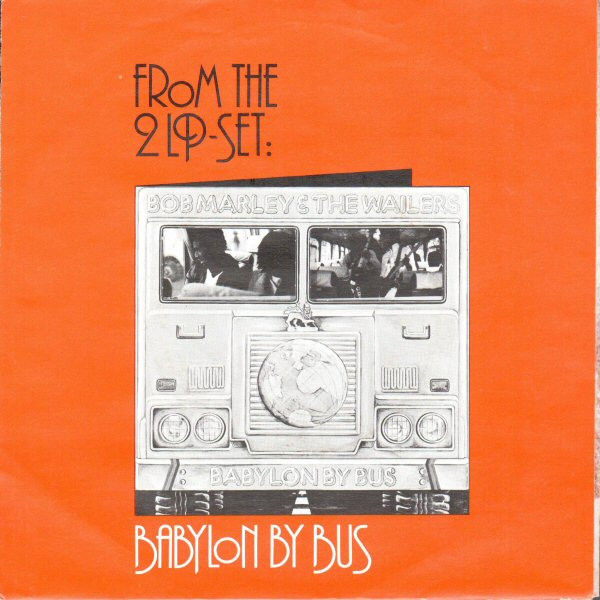 FRoM THE
2 LP-SET:
BOB MARLEY & THE WAILERS
BABYLON BY BUS
BABYLoN BY BUS